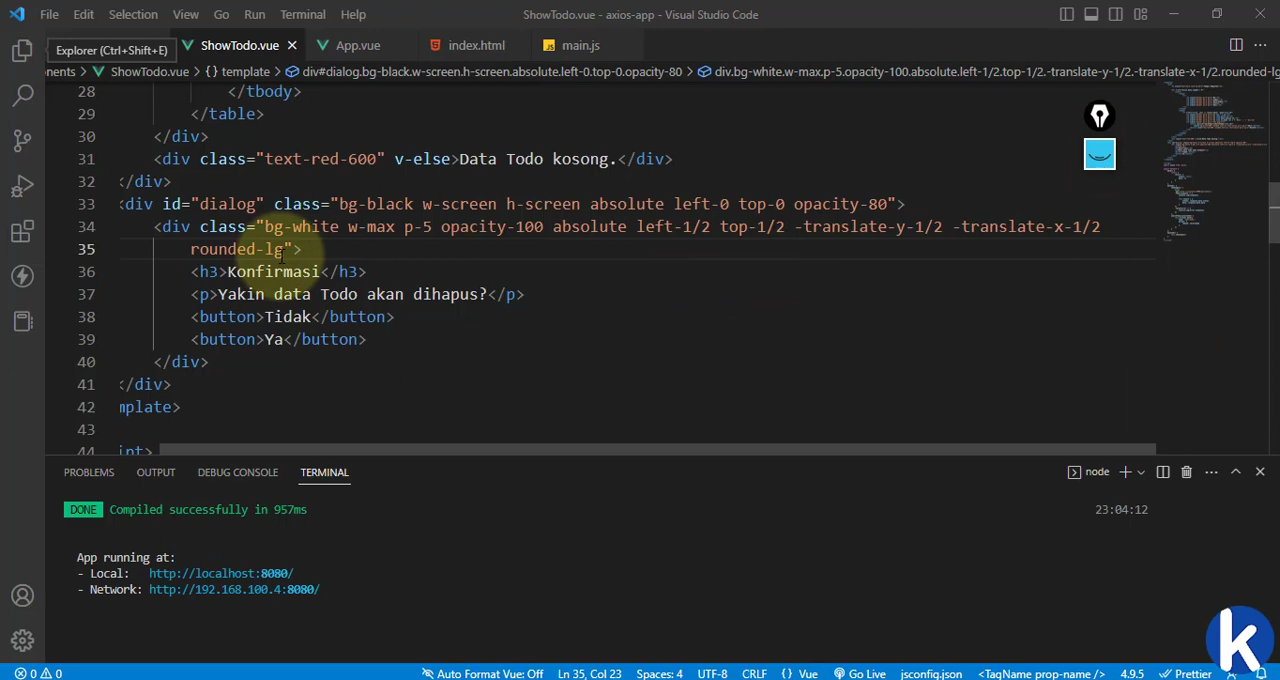 File Edit Selection View Go Run Terminal Help ShowTodo.vue - axios-app - Visual Studio Code
Explorer (Ctrl+Shift+E) ShowTodo.vue App.vue index.html JS main.js
nents > ShowTodo.vue > {} template > div#dialog.bg-black.w-screen.h-screen.absolute.left-0.top-0.opacity-80 > div.bg-white.w-max.p-5.opacity-100.absolute.left-1/2.top-1/2.-translate-y-1/2.-translate-x-1/2.rounded-lg
28 </tbody>
29 </table>
30 </div>
31 <div class="text-red-600" v-else>Data Todo kosong.</div>
32 </div>
33 <div id="dialog" class="bg-black w-screen h-screen absolute left-0 top-0 opacity-80">
34 <div class="bg-white w-max p-5 opacity-100 absolute left-1/2 top-1/2 -translate-y-1/2 -translate-x-1/2
35 rounded-lg">
36 <h3>Konfirmasi</h3>
37 <p>Yakin data Todo akan dihapus?</p>
38 <button>Tidak</button>
39 <button>Ya</button>
40 </div>
41 </div>
42 mplate>
43
44 ipt>
PROBLEMS OUTPUT DEBUG CONSOLE TERMINAL node
DONE Compiled successfully in 957ms 23:04:12
App running at:
- Local: http://localhost:8080/
- Network: http://192.168.100.4:8080/
k
0 0 Auto Format Vue: Off Ln 35, Col 23 Spaces: 4 UTF-8 CRLF {} Vue Go Live jsconfig.json <TagName prop-name /> 4.9.5 Prettier